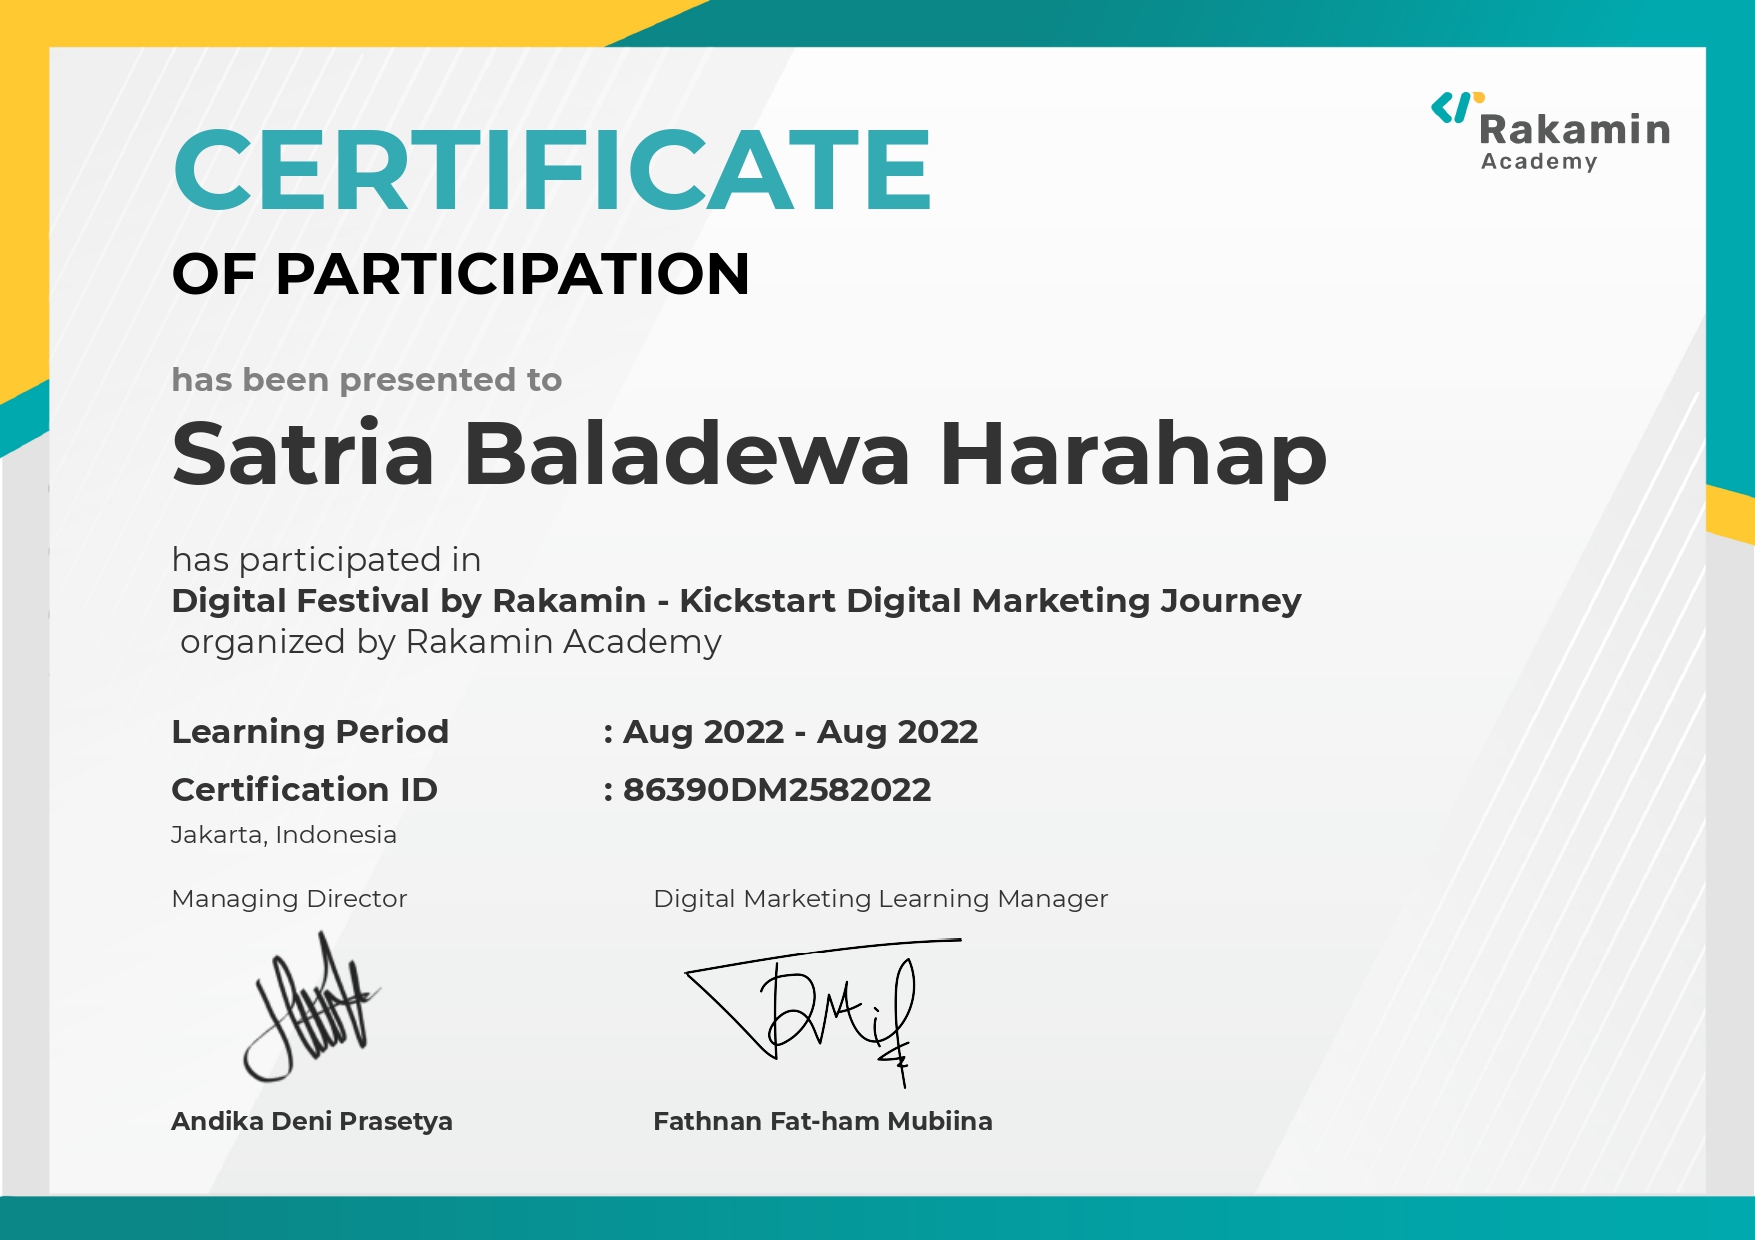 Rakamin
Academy
CERTIFICATE
OF PARTICIPATION
has been presented to
Satria Baladewa Harahap
has participated in
Digital Festival by Rakamin - Kickstart Digital Marketing Journey
organized by Rakamin Academy
Learning Period : Aug 2022 - Aug 2022
Certification ID : 86390DM2582022
Jakarta, Indonesia
Managing Director
Digital Marketing Learning Manager
Andika Deni Prasetya
Fathnan Fat-ham Mubiina